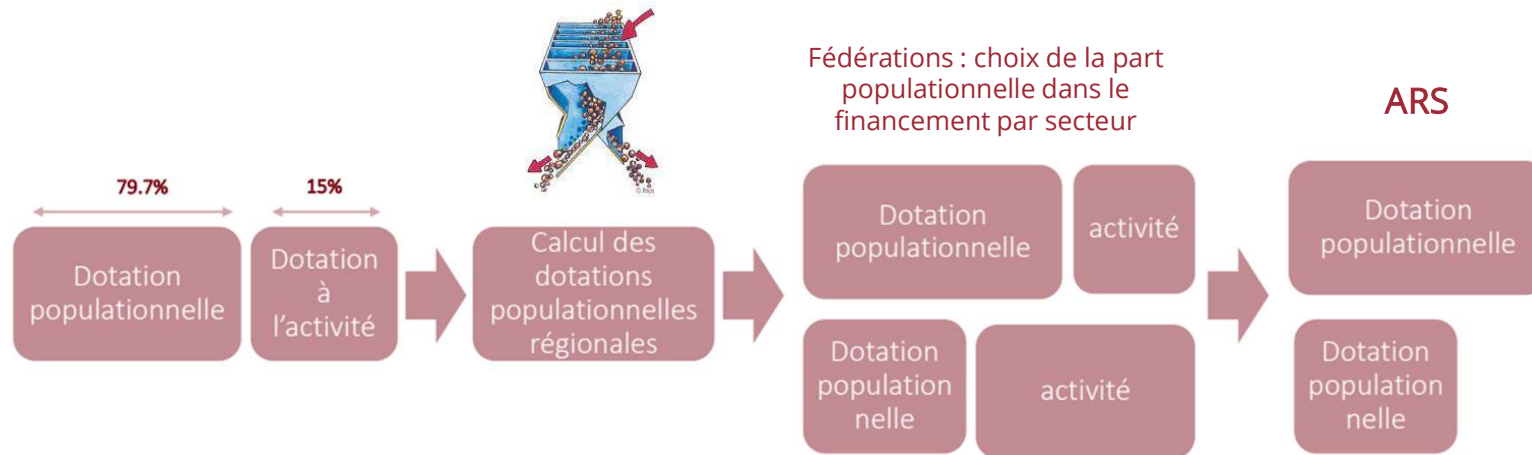 79.7%
15%
Dotation
populationnelle
Dotation
à
l'activité
Calcul des
dotations
populationnelles
régionales
Fédérations : choix de la part
populationnelle dans le
financement par secteur
Dotation
populationnelle
activité
Dotation
population
nelle
activité
ARS
Dotation
populationnelle
Dotation
population
nelle